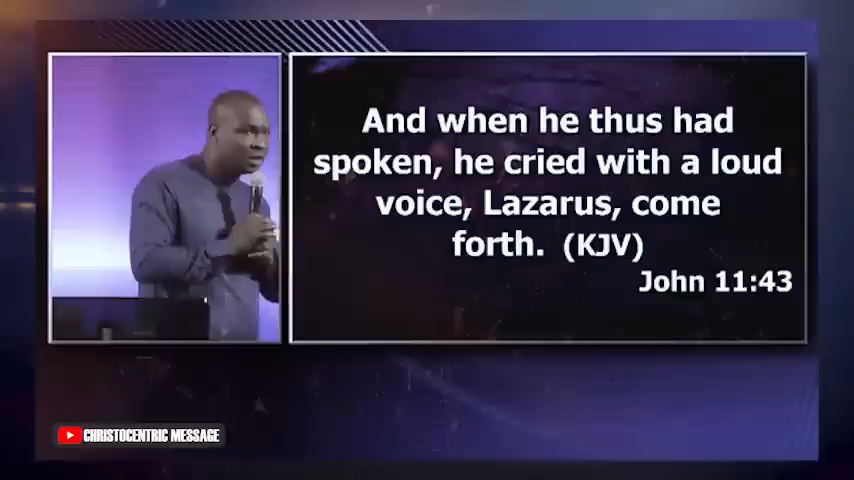 And when he thus had
spoken, he cried with a loud
voice, Lazarus, come
forth. (KJV)
John 11:43
CHRISTOCENTRIC MESSAGE